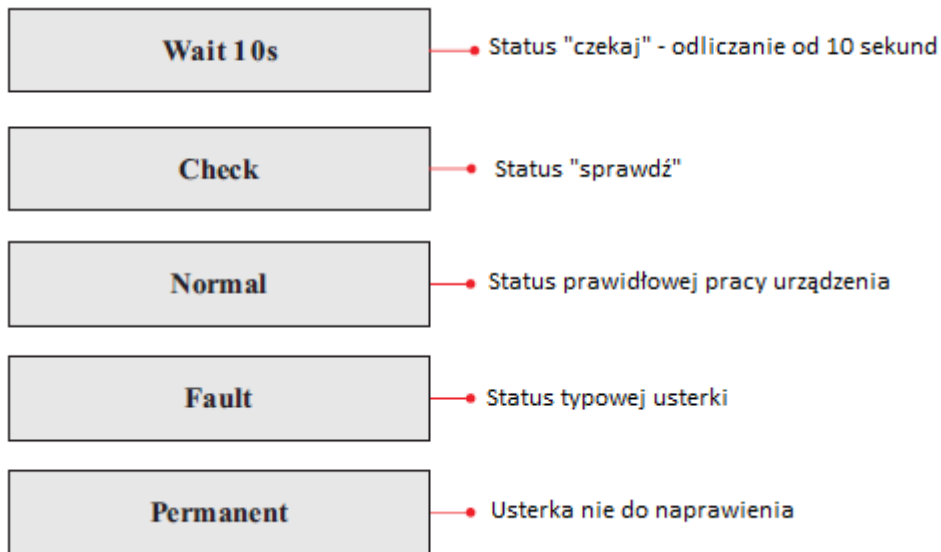 Wait 10s
Status "czekaj" - odliczanie od 10 sekund
Check
Status "sprawdź"
Normal
Status prawidłowej pracy urządzenia
Fault
Status typowej usterki
Permanent
Usterka nie do naprawienia